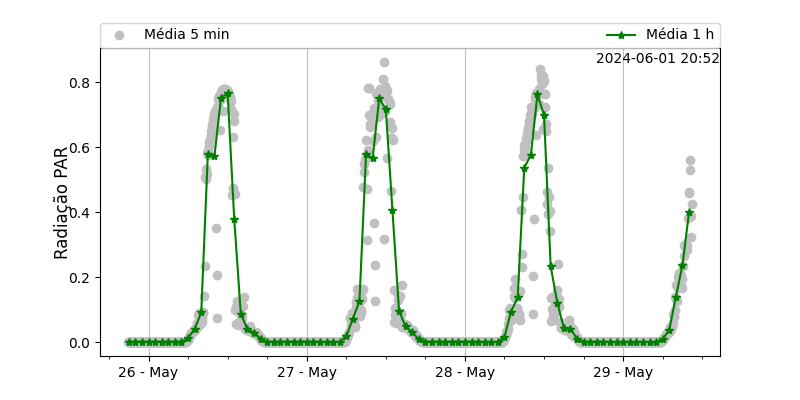 Média 5 min
Média 1 h
2024-06-01 20:52
Radiação PAR
0.8
0.6
0.4
0.2
0.0
26 - May
27 - May
28 - May
29 - May